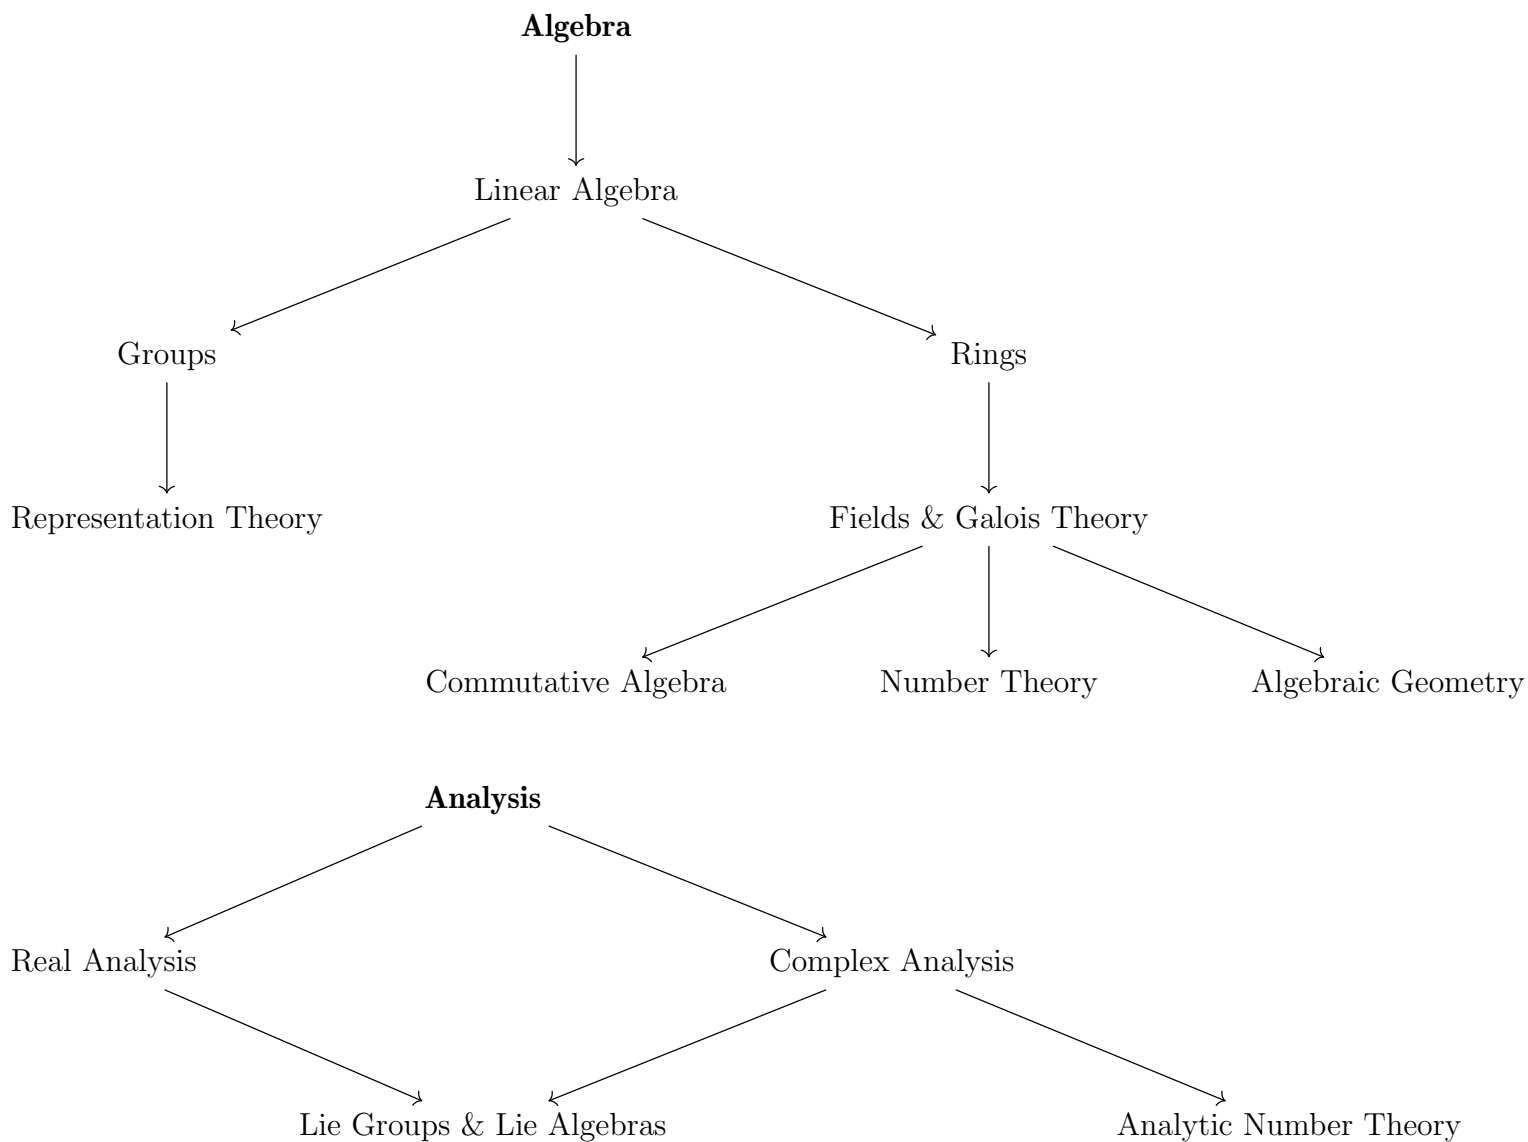 Algebra
Linear Algebra
Groups
Rings
Representation Theory
Fields & Galois Theory
Commutative Algebra
Number Theory
Algebraic Geometry
Analysis
Real Analysis
Complex Analysis
Lie Groups & Lie Algebras
Analytic Number Theory